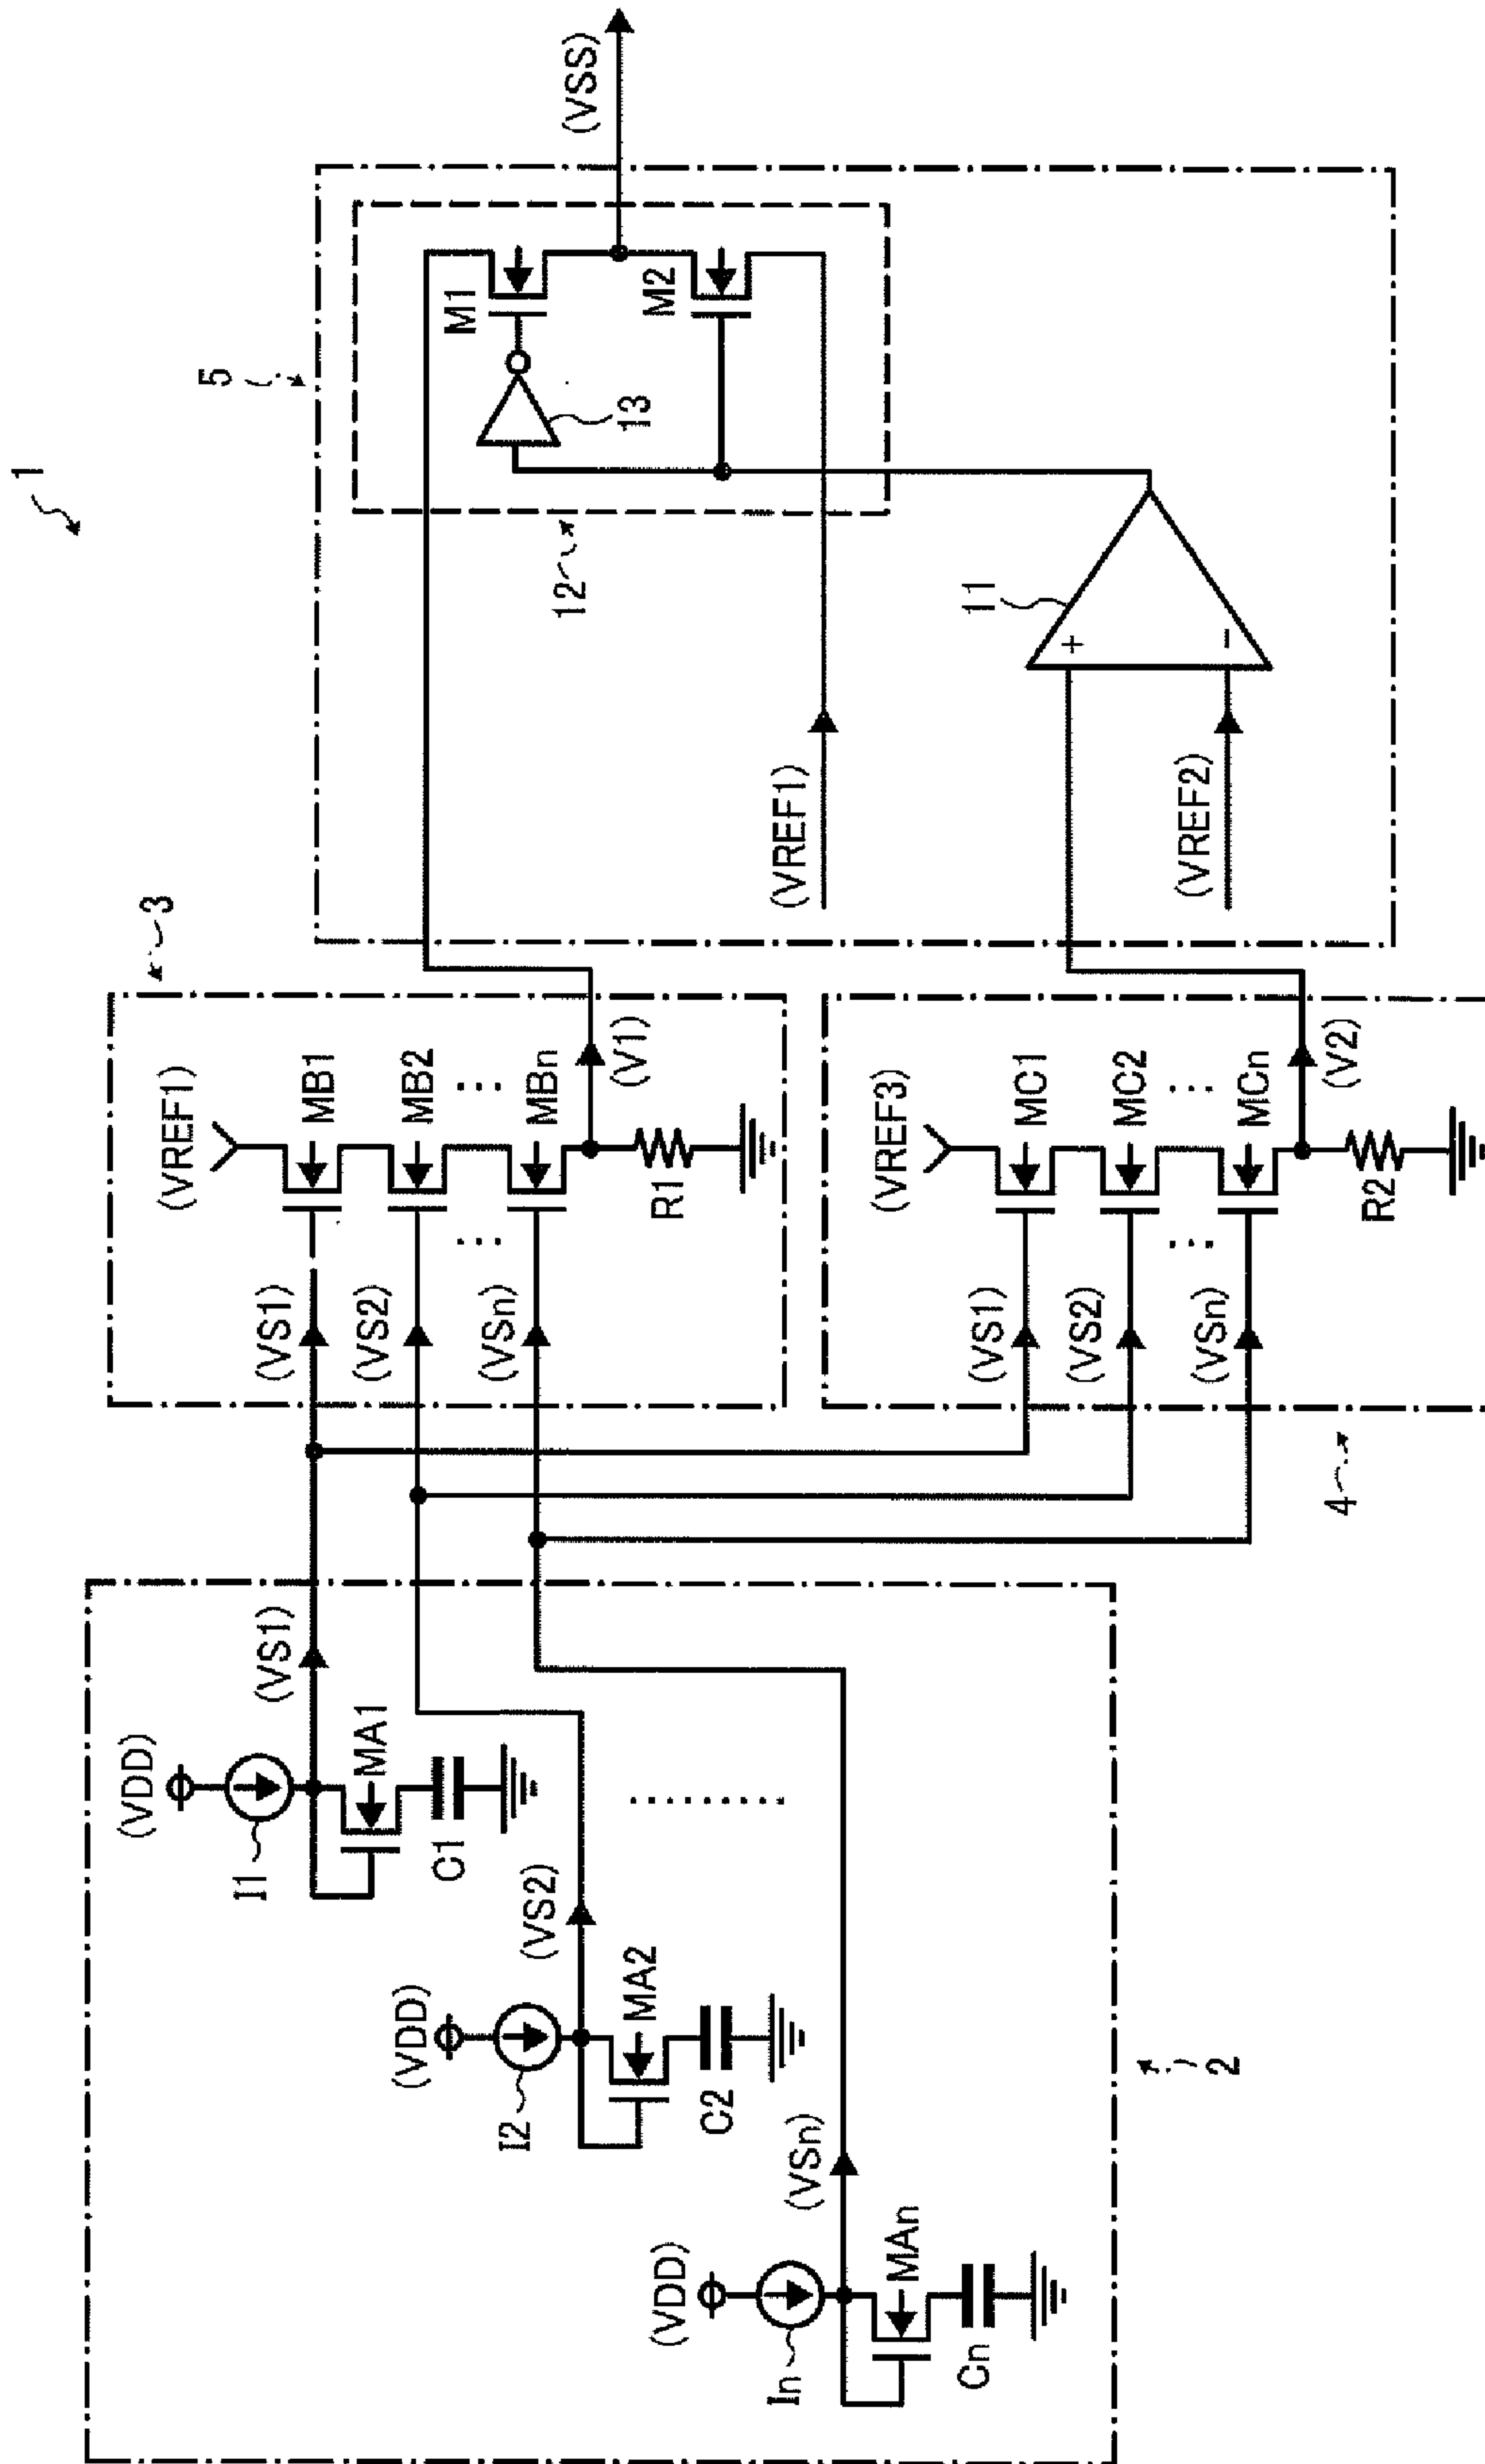 1
5
(VSS)
M1
M2
13
12
11
+
−
(VREF1)
(VREF2)
3
(VREF1)
MB1
MB2
MBn
(V1)
R1
(VS1)
(VS2)
(VSn)
(VREF3)
MC1
MC2
MCn
(V2)
R2
(VS1)
(VS2)
(VSn)
4
(VDD)
I1
(VS1)
MA1
C1
(VDD)
I2
(VS2)
MA2
C2
(VDD)
In
(VSn)
MAn
Cn
2